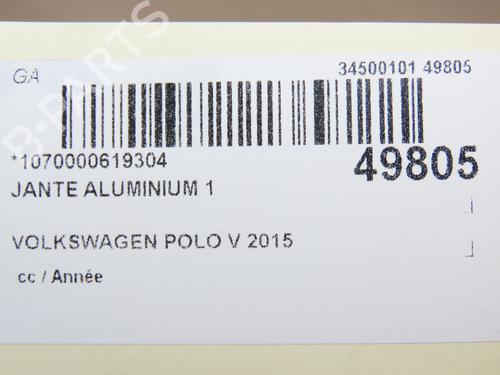 GA
34500101 49805
*1070000619304
49805
JANTE ALUMINIUM 1
VOLKSWAGEN POLO V 2015
cc / Année
B-PARTS